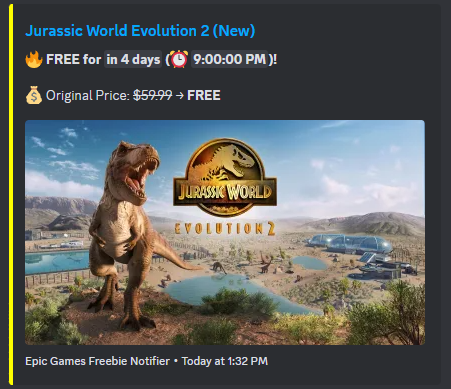 Jurassic World Evolution 2 (New)
🔥 FREE for in 4 days (⏰ 9:00:00 PM)!
💰 Original Price: $59.99 → FREE
JURASSIC WORLD
EVOLUTION 2
Epic Games Freebie Notifier • Today at 1:32 PM